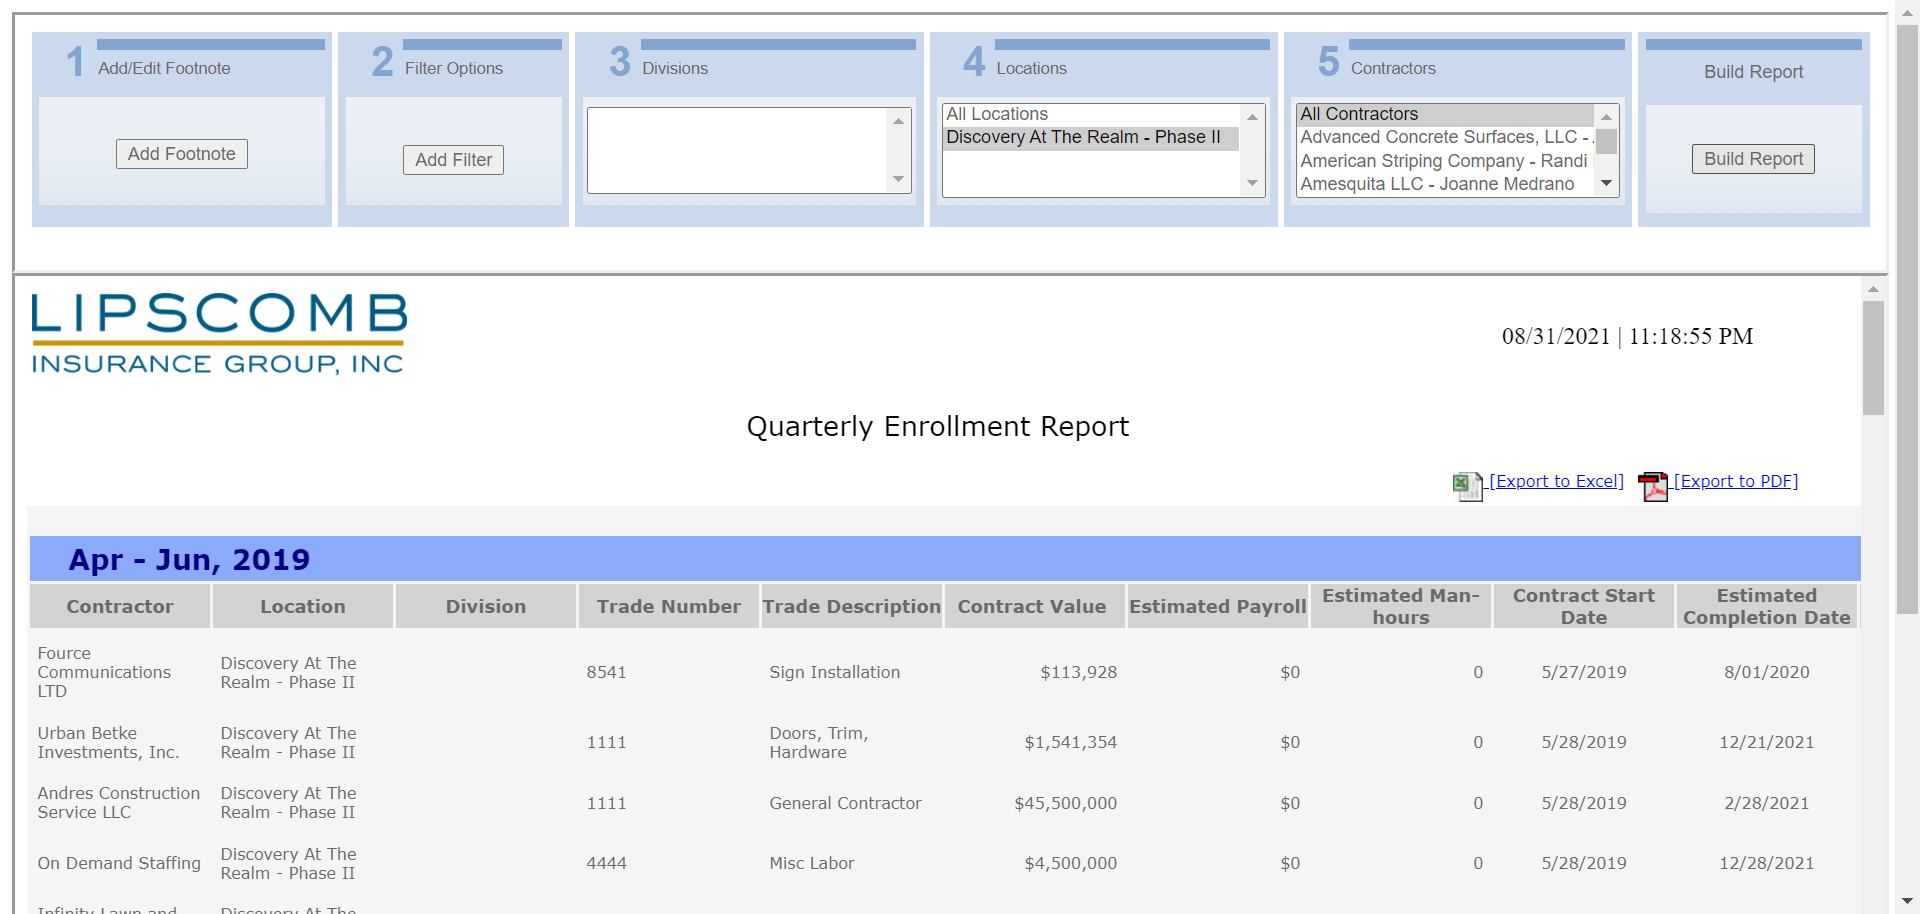 1 Add/Edit Footnote
Add Footnote
2 Filter Options
Add Filter
3 Divisions
4 Locations
All Locations
Discovery At The Realm - Phase II
5 Contractors
All Contractors
Advanced Concrete Surfaces, LLC -
American Striping Company - Randi
Amesquita LLC - Joanne Medrano
Build Report
Build Report
LIPSCOMB
INSURANCE GROUP, INC
08/31/2021 | 11:18:55 PM
Quarterly Enrollment Report
[Export to Excel] [Export to PDF]
Apr - Jun, 2019
Contractor Location Division Trade Number Trade Description Contract Value Estimated Payroll Estimated Man-hours Contract Start Date Estimated Completion Date
Fource Communications LTD Discovery At The Realm - Phase II 8541 Sign Installation $113,928 $0 0 5/27/2019 8/01/2020
Urban Betke Investments, Inc. Discovery At The Realm - Phase II 1111 Doors, Trim, Hardware $1,541,354 $0 0 5/28/2019 12/21/2021
Andres Construction Service LLC Discovery At The Realm - Phase II 1111 General Contractor $45,500,000 $0 0 5/28/2019 2/28/2021
On Demand Staffing Discovery At The Realm - Phase II 4444 Misc Labor $4,500,000 $0 0 5/28/2019 12/28/2021
Infinity Lawn and Discovery At The